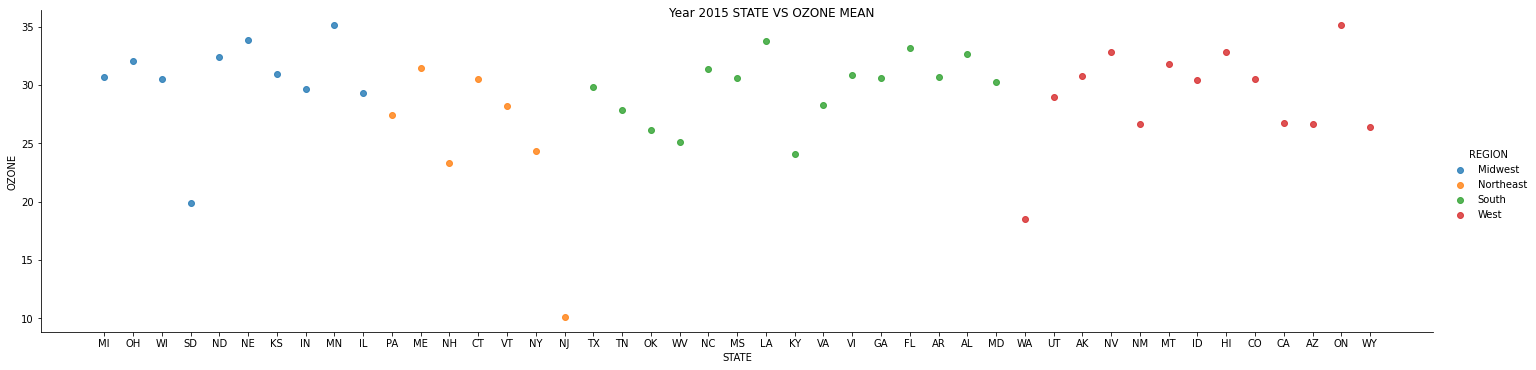 Year 2015 STATE VS OZONE MEAN
35
30
25
20
15
10
OZONE
MI OH WI SD ND NE KS IN MN IL PA ME NH CT VT NY NJ TX TN OK WV NC MS LA KY VA VI GA FL AR AL MD WA UT AK NV NM MT ID HI CO CA AZ ON WY
STATE
REGION
Midwest
Northeast
South
West